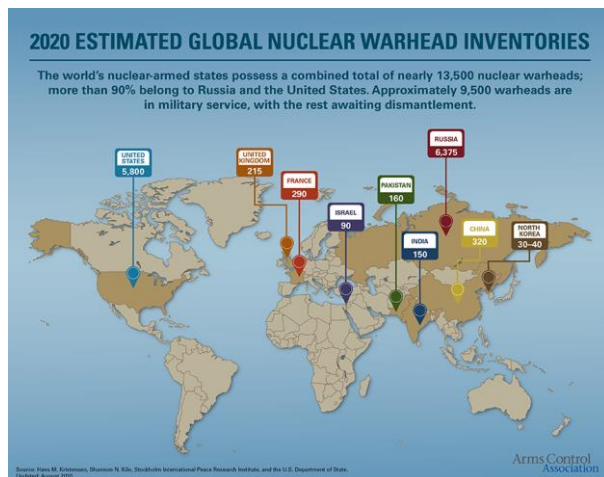 2020 ESTIMATED GLOBAL NUCLEAR WARHEAD INVENTORIES
The world's nuclear-armed states possess a combined total of nearly 13,500 nuclear warheads;
more than 90% belong to Russia and the United States. Approximately 9,500 warheads are
in military service, with the rest awaiting dismantlement.
UNITED
STATES
5,800
UNITED
KINGDOM
215
FRANCE
290
ISRAEL
90
PAKISTAN
160
RUSSIA
6,375
INDIA
150
CHINA
320
NORTH
KOREA
30–40
Source: Hans M. Kristensen, Shannon N. Kile, Stockholm International Peace Research Institute, and the U.S. Department of State.
Updated: August 2020
Arms Control
Association